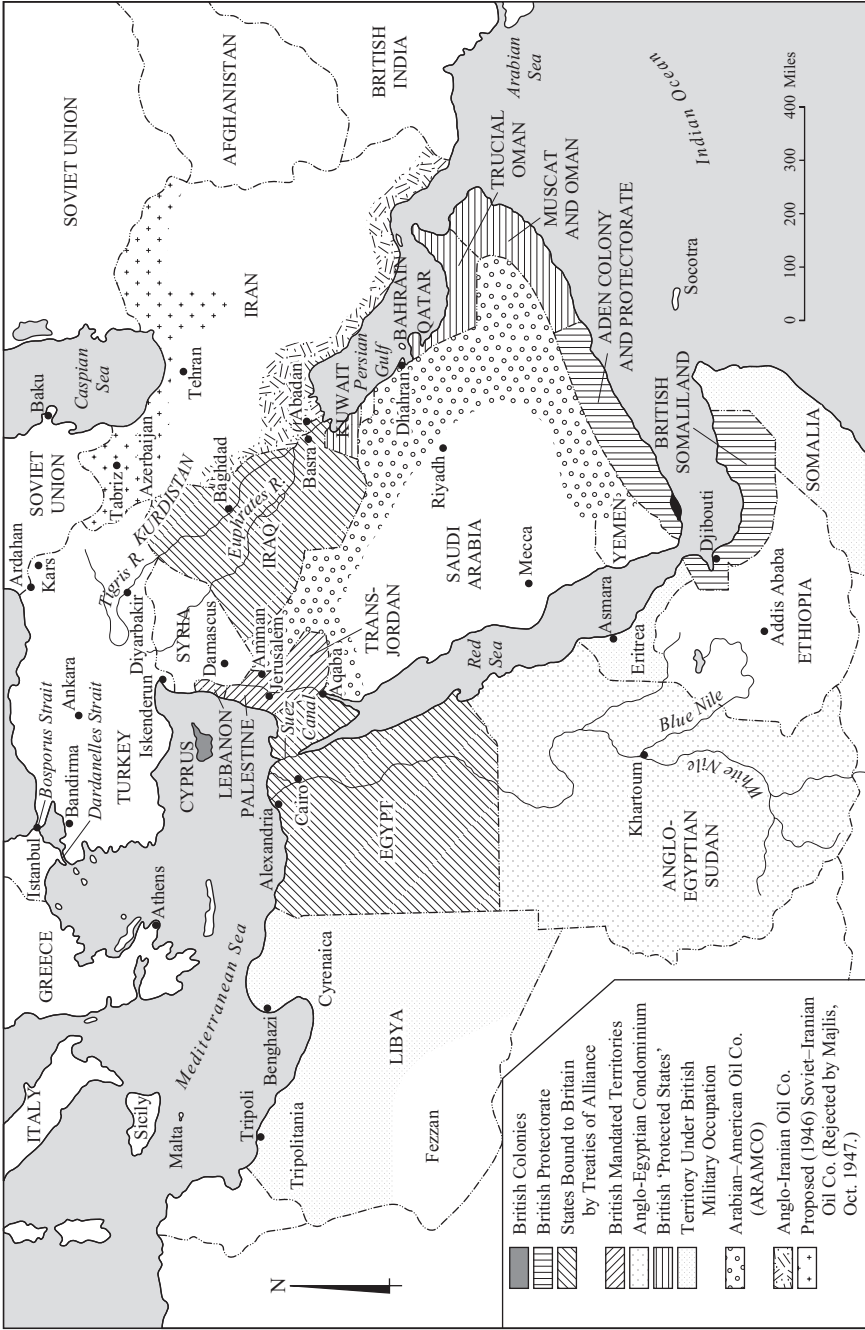 SOVIET UNION
AFGHANISTAN
BRITISH
INDIA
Arabian
Sea
Indian Ocean
Baku
Caspian
Sea
Tehran
IRAN
SOVIET
UNION
Tabriz
Azerbaijan
Ardahan
Kars
Tigris R.
KURDISTAN
Baghdad
Euphrates R.
IRAQ
Abadan
Basra
KUWAIT
Persian
Gulf
Dhahran
BAHRAIN
QATAR
TRUCIAL
OMAN
MUSCAT
AND OMAN
ADEN COLONY
AND PROTECTORATE
Socotra
0 100 200 300 400 Miles
Diyarbakir
SYRIA
Damascus
Amman
Jerusalem
TRANS-
JORDAN
Aqaba
Riyadh
SAUDI
ARABIA
Mecca
YEMEN
BRITISH
SOMALILAND
SOMALIA
Djibouti
Addis Ababa
ETHIOPIA
Asmara
Eritrea
Red
Sea
Bosporus Strait
Ankara
Istanbul
Bandirma
Dardanelles Strait
TURKEY
Iskenderun
CYPRUS
LEBANON
PALESTINE
Suez
Canal
Alexandria
Cairo
EGYPT
Blue Nile
Khartoum
White Nile
ANGLO-
EGYPTIAN
SUDAN
GREECE
Athens
Mediterranean Sea
ITALY
Sicily
Malta
Tripoli
Benghazi
Cyrenaica
Tripolitania
LIBYA
Fezzan
N
British Colonies
British Protectorate
States Bound to Britain
by Treaties of Alliance
British Mandated Territories
Anglo-Egyptian Condominium
British 'Protected States'
Territory Under British
Military Occupation
Arabian–American Oil Co.
(ARAMCO)
Anglo-Iranian Oil Co.
Proposed (1946) Soviet–Iranian
Oil Co. (Rejected by Majlis,
Oct. 1947.)